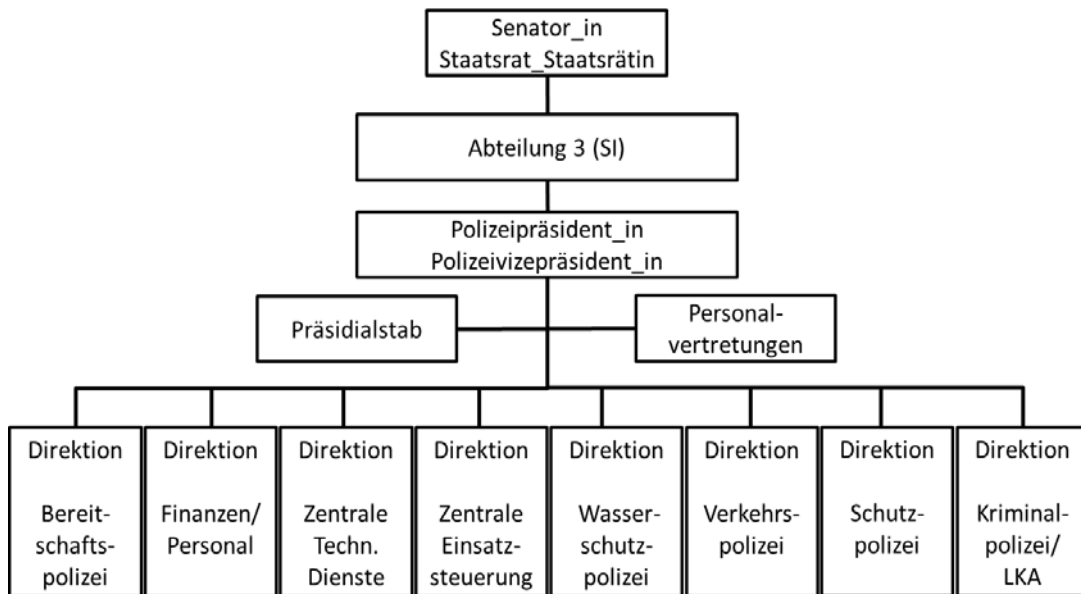 Senator_in
Staatsrat_Staatsrätin
Abteilung 3 (SI)
Polizeipräsident_in
Polizeivizepräsident_in
Präsidialstab
Personal-
vertretungen
Direktion
Bereit-
schafts-
polizei
Direktion
Finanzen/
Personal
Direktion
Zentrale
Techn.
Dienste
Direktion
Zentrale
Einsatz-
steuerung
Direktion
Wasser-
schutz-
polizei
Direktion
Verkehrs-
polizei
Direktion
Schutz-
polizei
Direktion
Kriminal-
polizei/
LKA